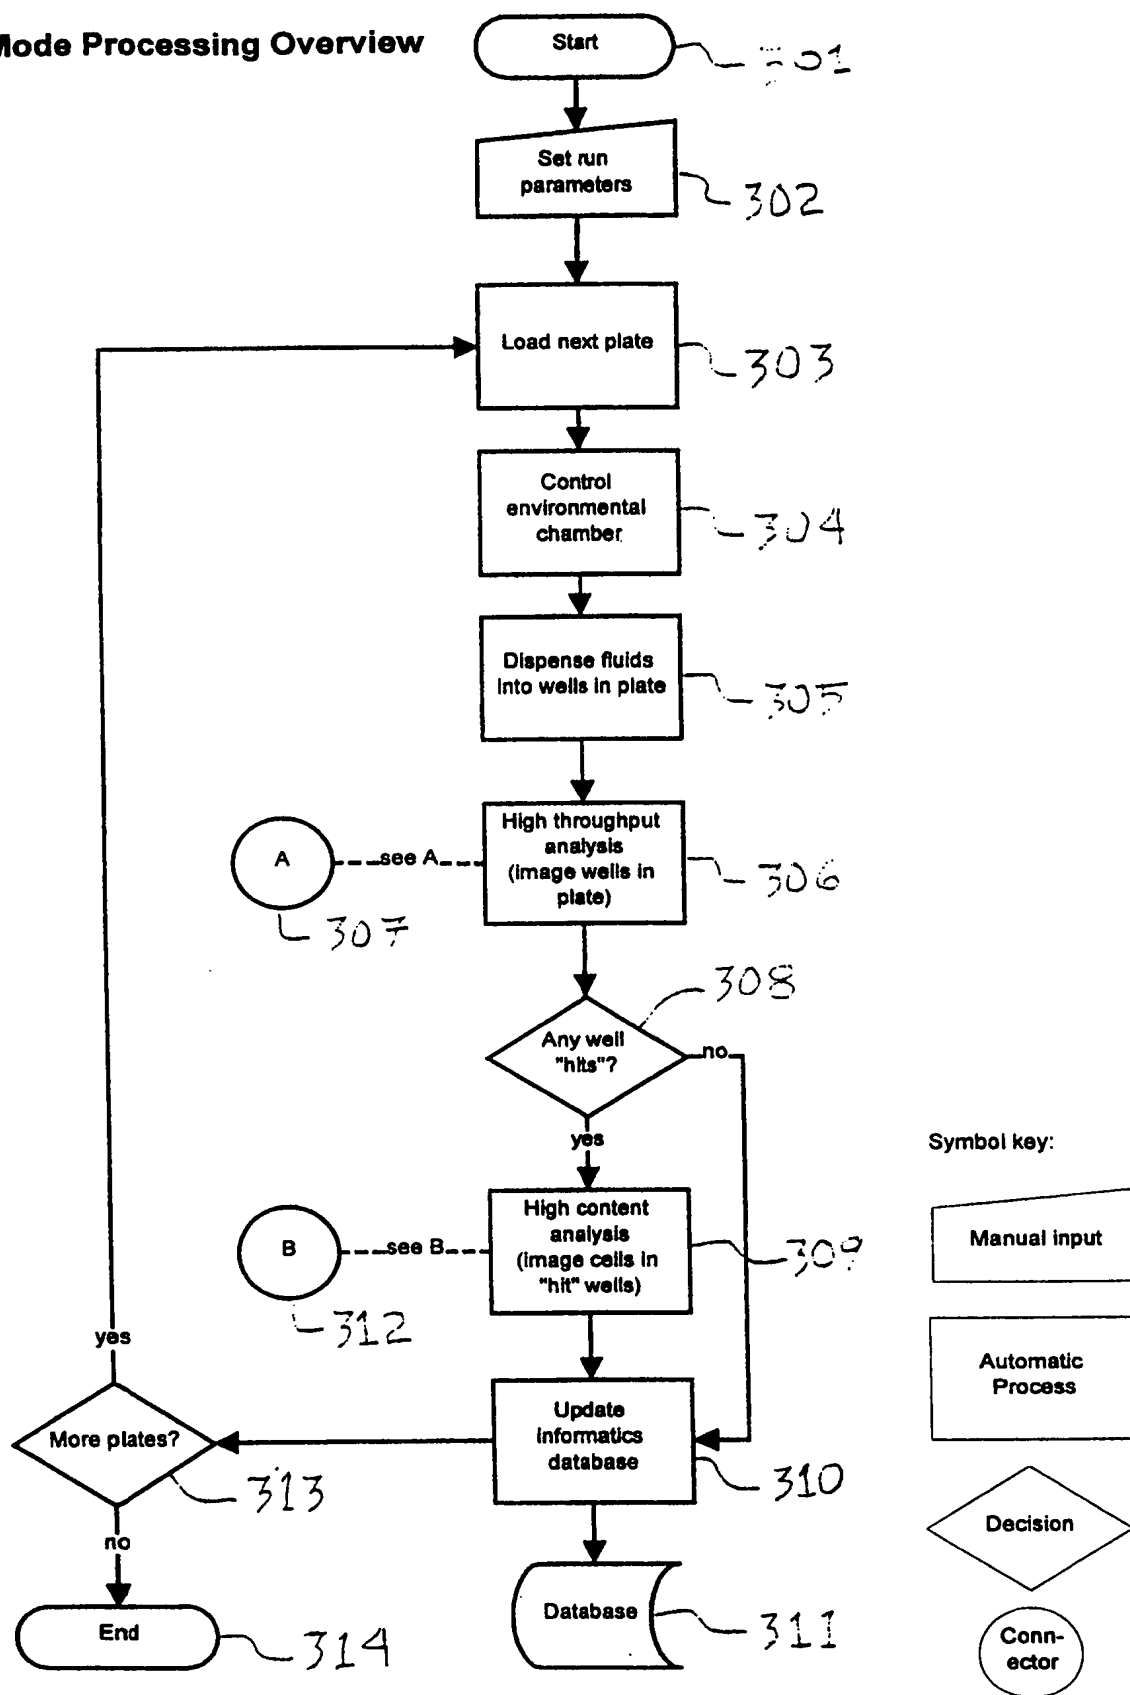 Mode Processing Overview
Start
301
Set run
parameters
302
Load next plate
303
Control
environmental
chamber
304
Dispense fluids
into wells in plate
305
High throughput
analysis
(image wells in
plate)
306
A
see A
307
308
Any well
"hits"?
no
yes
High content
analysis
(image cells in
"hit" wells)
309
B
see B
312
yes
More plates?
313
Update
informatics
database
310
no
End
314
Database
311
Symbol key:
Manual input
Automatic
Process
Decision
Conn-
ector